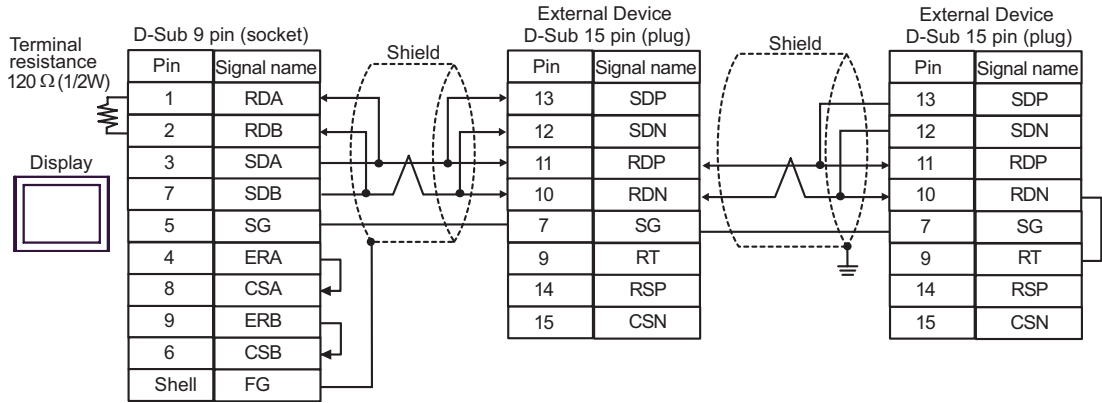 Terminal
resistance
120 Ω (1/2W)
Display
D-Sub 9 pin (socket)
Pin Signal name
1 RDA
2 RDB
3 SDA
7 SDB
5 SG
4 ERA
8 CSA
9 ERB
6 CSB
Shell FG
Shield
External Device
D-Sub 15 pin (plug)
Pin Signal name
13 SDP
12 SDN
11 RDP
10 RDN
7 SG
9 RT
14 RSP
15 CSN
Shield
External Device
D-Sub 15 pin (plug)
Pin Signal name
13 SDP
12 SDN
11 RDP
10 RDN
7 SG
9 RT
14 RSP
15 CSN